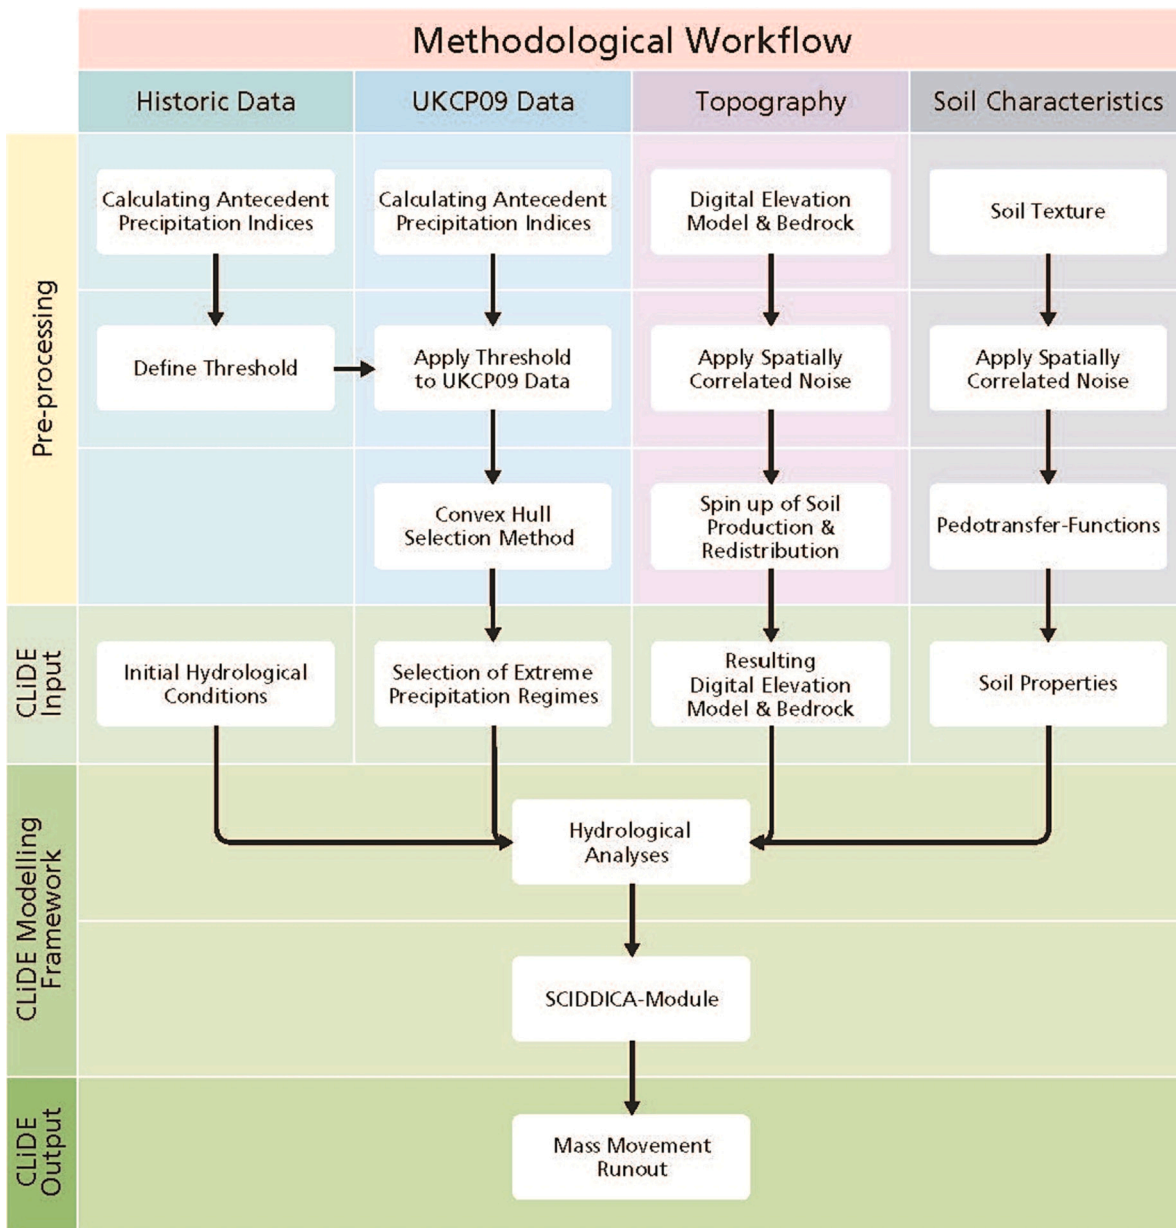 Methodological Workflow
Historic Data
UKCP09 Data
Topography
Soil Characteristics
Pre-processing
Calculating Antecedent
Precipitation Indices
Calculating Antecedent
Precipitation Indices
Digital Elevation
Model & Bedrock
Soil Texture
Define Threshold
Apply Threshold
to UKCP09 Data
Apply Spatially
Correlated Noise
Apply Spatially
Correlated Noise
Convex Hull
Selection Method
Spin up of Soil
Production &
Redistribution
Pedotransfer-Functions
CLiDE
Input
Initial Hydrological
Conditions
Selection of Extreme
Precipitation Regimes
Resulting
Digital Elevation
Model & Bedrock
Soil Properties
CLiDE Modelling
Framework
Hydrological
Analyses
SCIDDICA-Module
CLiDE
Output
Mass Movement
Runout